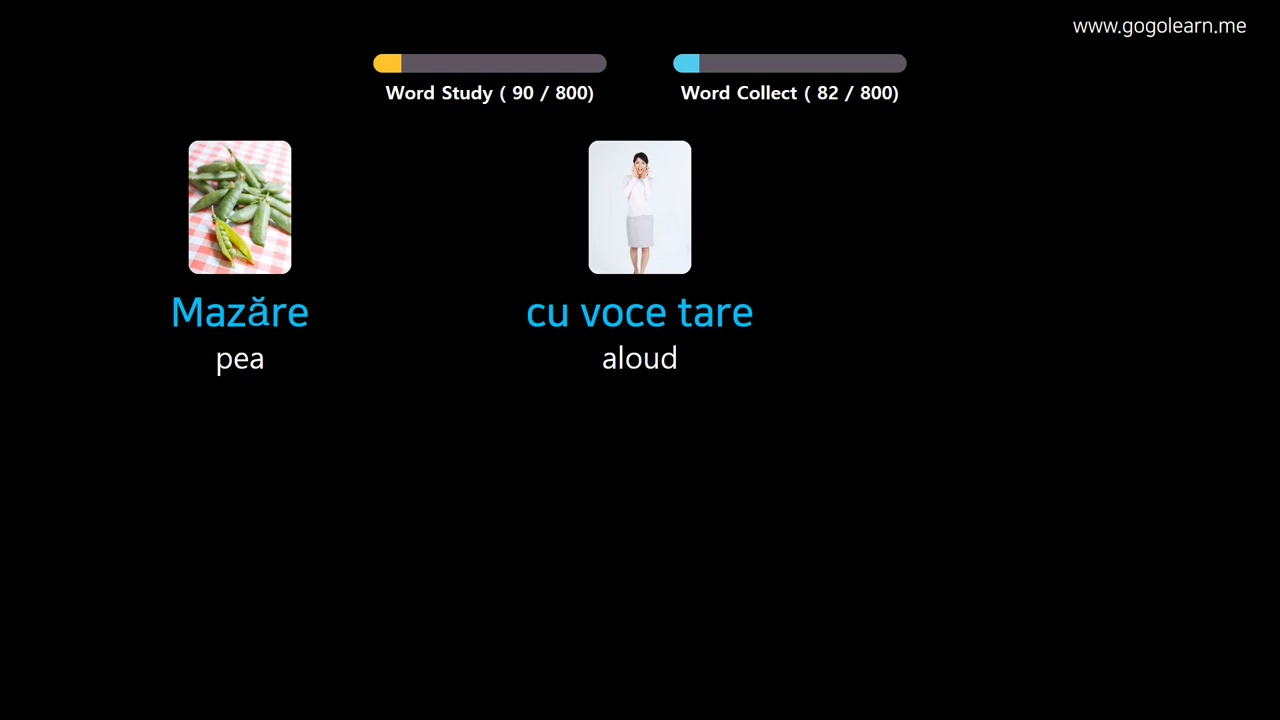 www.gogolearn.me
Word Study ( 90 / 800)
Word Collect ( 82 / 800)
Mazăre
pea
cu voce tare
aloud